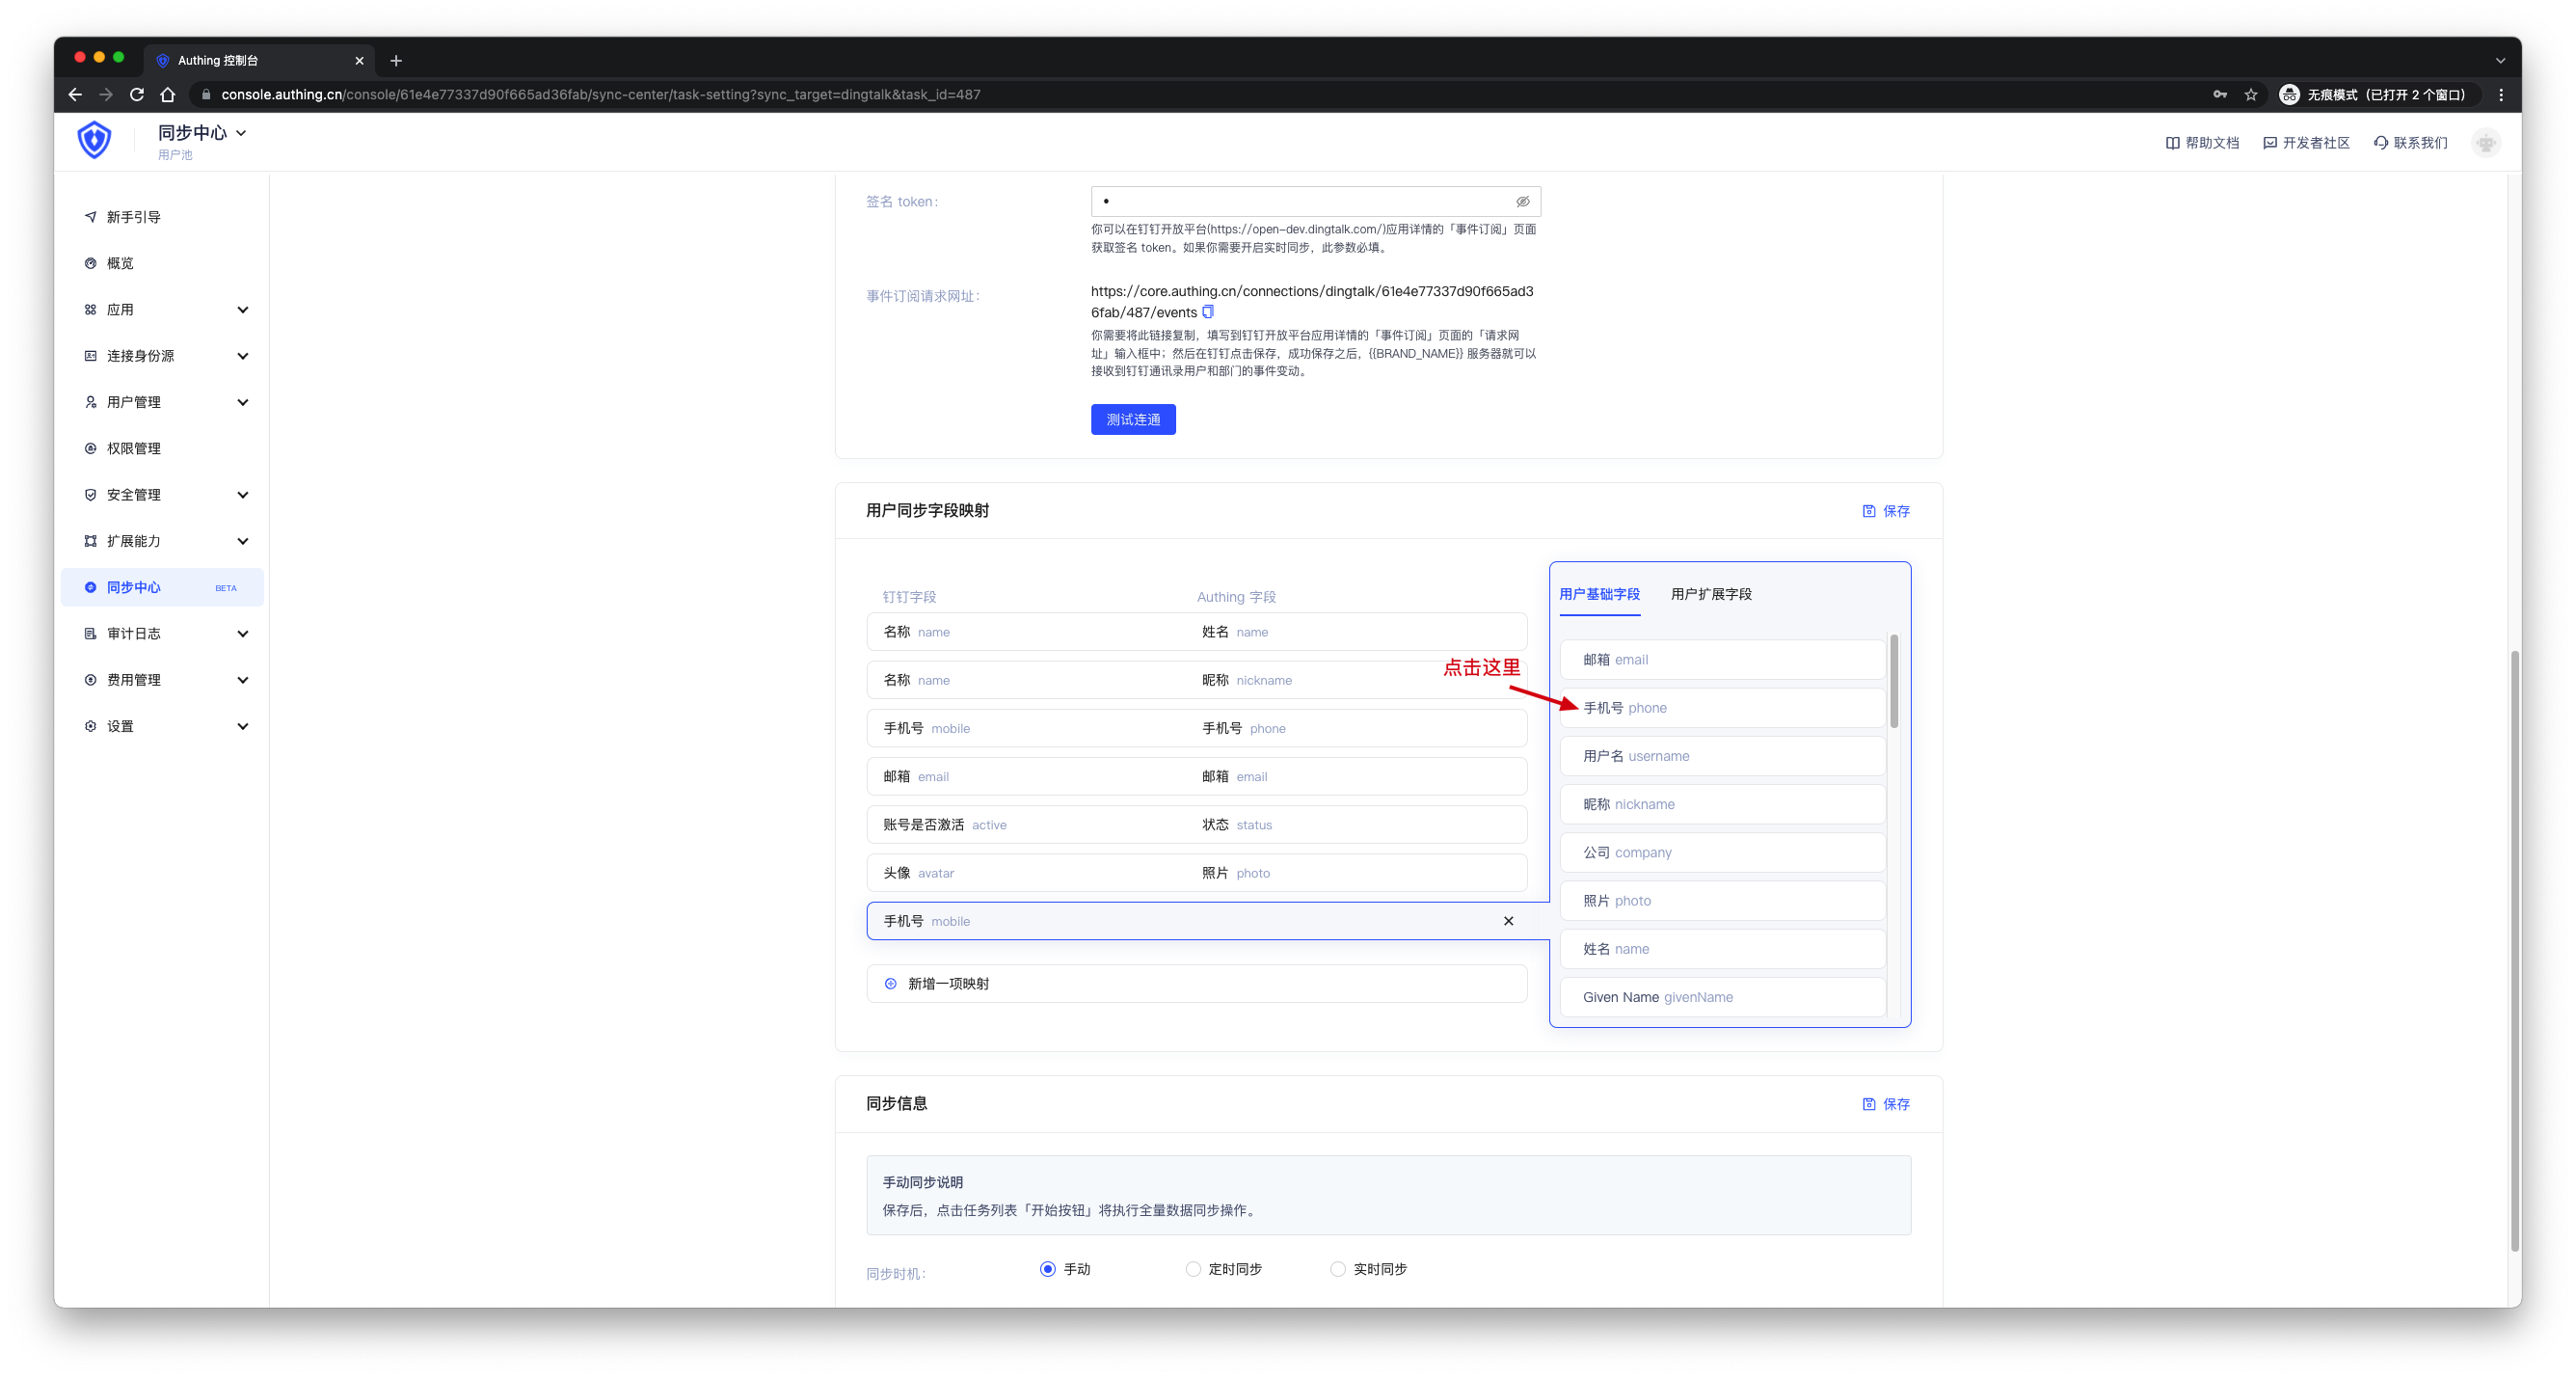 Authing 控制台
console.authing.cn/console/61e4e77337d90f665ad36fab/sync-center/task-setting?sync_target=dingtalk&task_id=487
无痕模式（已打开 2 个窗口）
同步中心
用户池
帮助文档
开发者社区
联系我们
新手引导
概览
应用
连接身份源
用户管理
权限管理
安全管理
扩展能力
同步中心 BETA
审计日志
费用管理
设置
签名 token：
•
你可以在钉钉开放平台(https://open-dev.dingtalk.com/)应用详情的「事件订阅」页面
获取签名 token。如果你需要开启实时同步，此参数必填。
事件订阅请求网址：
https://core.authing.cn/connections/dingtalk/61e4e77337d90f665ad3
6fab/487/events
你需要将此链接复制，填写到钉钉开放平台应用详情的「事件订阅」页面的「请求网
址」输入框中；然后在钉钉点击保存，成功保存之后，{{BRAND_NAME}} 服务器就可以
接收到钉钉通讯录用户和部门的事件变动。
测试连通
用户同步字段映射
保存
钉钉字段 Authing 字段
名称 name 姓名 name
名称 name 昵称 nickname
手机号 mobile 手机号 phone
邮箱 email 邮箱 email
账号是否激活 active 状态 status
头像 avatar 照片 photo
手机号 mobile
新增一项映射
点击这里
用户基础字段 用户扩展字段
邮箱 email
手机号 phone
用户名 username
昵称 nickname
公司 company
照片 photo
姓名 name
Given Name givenName
同步信息
保存
手动同步说明
保存后，点击任务列表「开始按钮」将执行全量数据同步操作。
同步时机：
手动
定时同步
实时同步